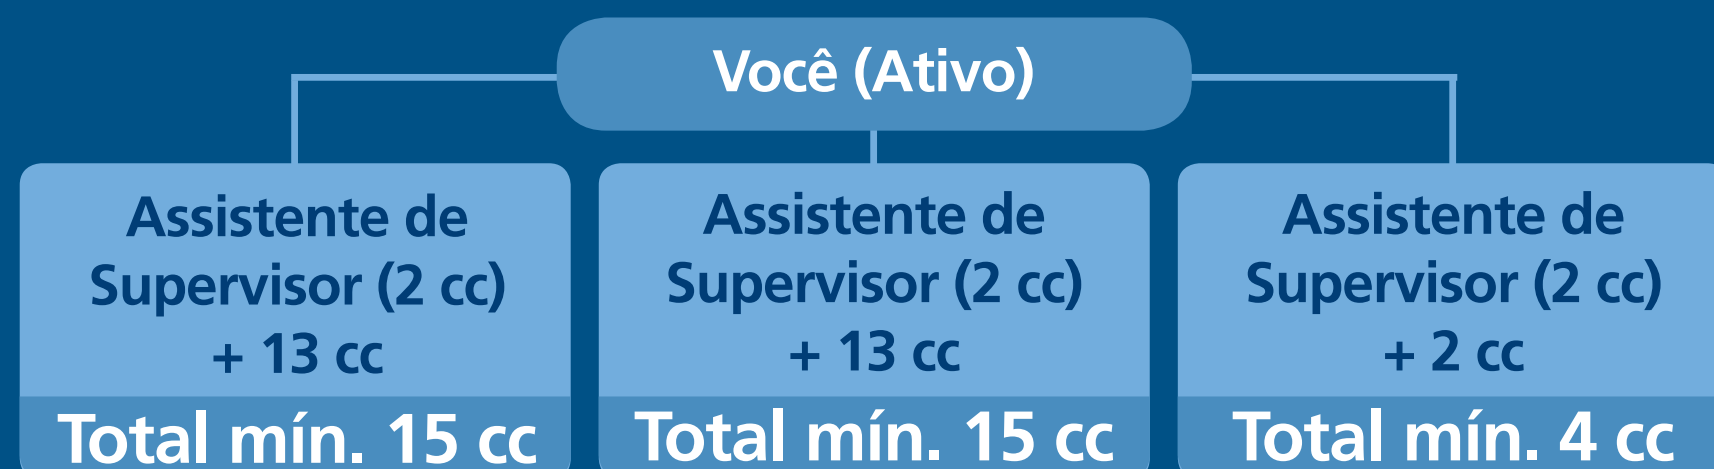 Você (Ativo)
Assistente de
Supervisor (2 cc)
+ 13 cc
Total mín. 15 cc
Assistente de
Supervisor (2 cc)
+ 13 cc
Total mín. 15 cc
Assistente de
Supervisor (2 cc)
+ 2 cc
Total mín. 4 cc